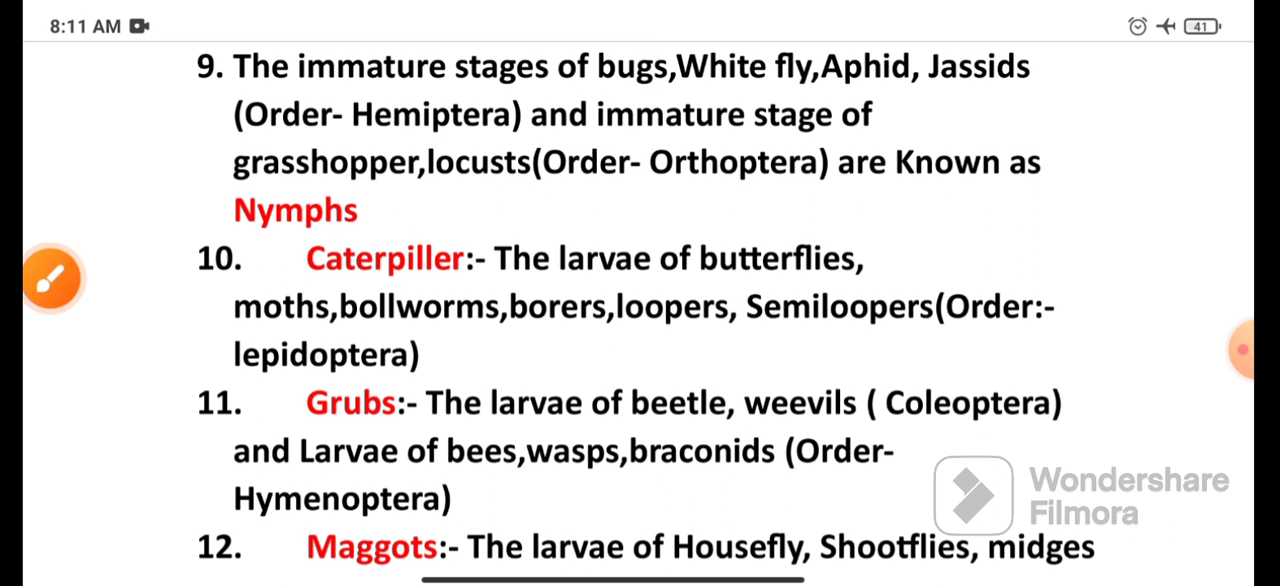 8:11 AM
41
9. The immature stages of bugs,White fly,Aphid, Jassids
(Order- Hemiptera) and immature stage of
grasshopper,locusts(Order- Orthoptera) are Known as
Nymphs
10. Caterpiller:- The larvae of butterflies,
moths,bollworms,borers,loopers, Semiloopers(Order:-
lepidoptera)
11. Grubs:- The larvae of beetle, weevils ( Coleoptera)
and Larvae of bees,wasps,braconids (Order-
Hymenoptera)
Wondershare
Filmora
12. Maggots:- The larvae of Housefly, Shootflies, midges